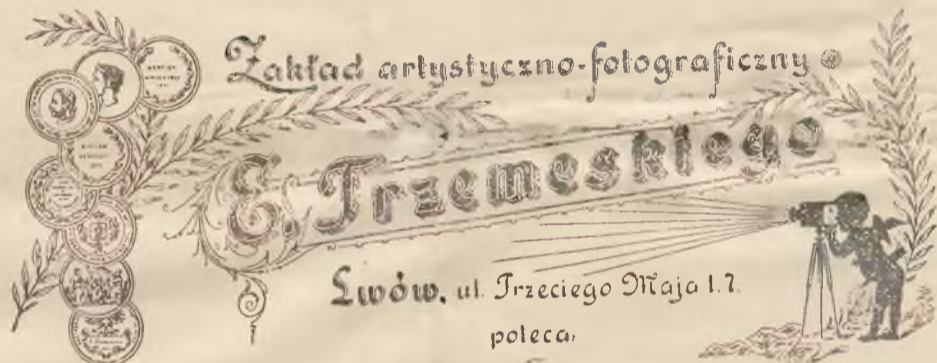 Zakład artystyczno-fotograficzny
E. Trzemeskiego
Lwów, ul. Trzeciego Maja l. 7.
poleca: